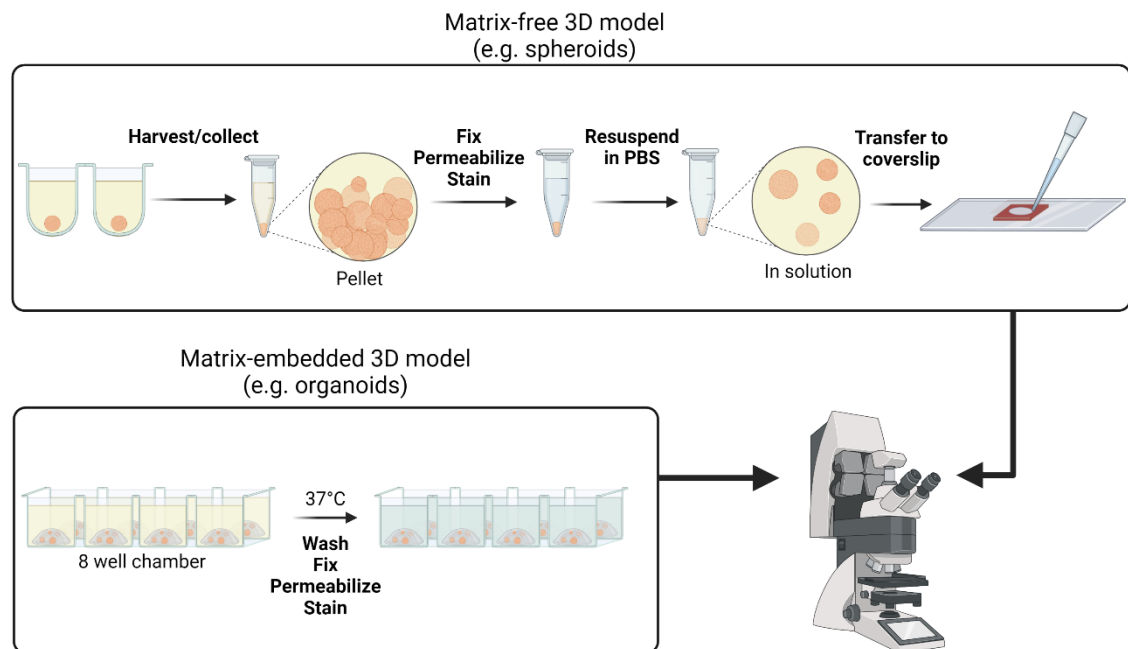 Matrix-free 3D model
(e.g. spheroids)
Harvest/collect
Fix
Permeabilize
Stain
Resuspend
in PBS
Transfer to
coverslip
Pellet
In solution
Matrix-embedded 3D model
(e.g. organoids)
37°C
Wash
Fix
Permeabilize
Stain
8 well chamber